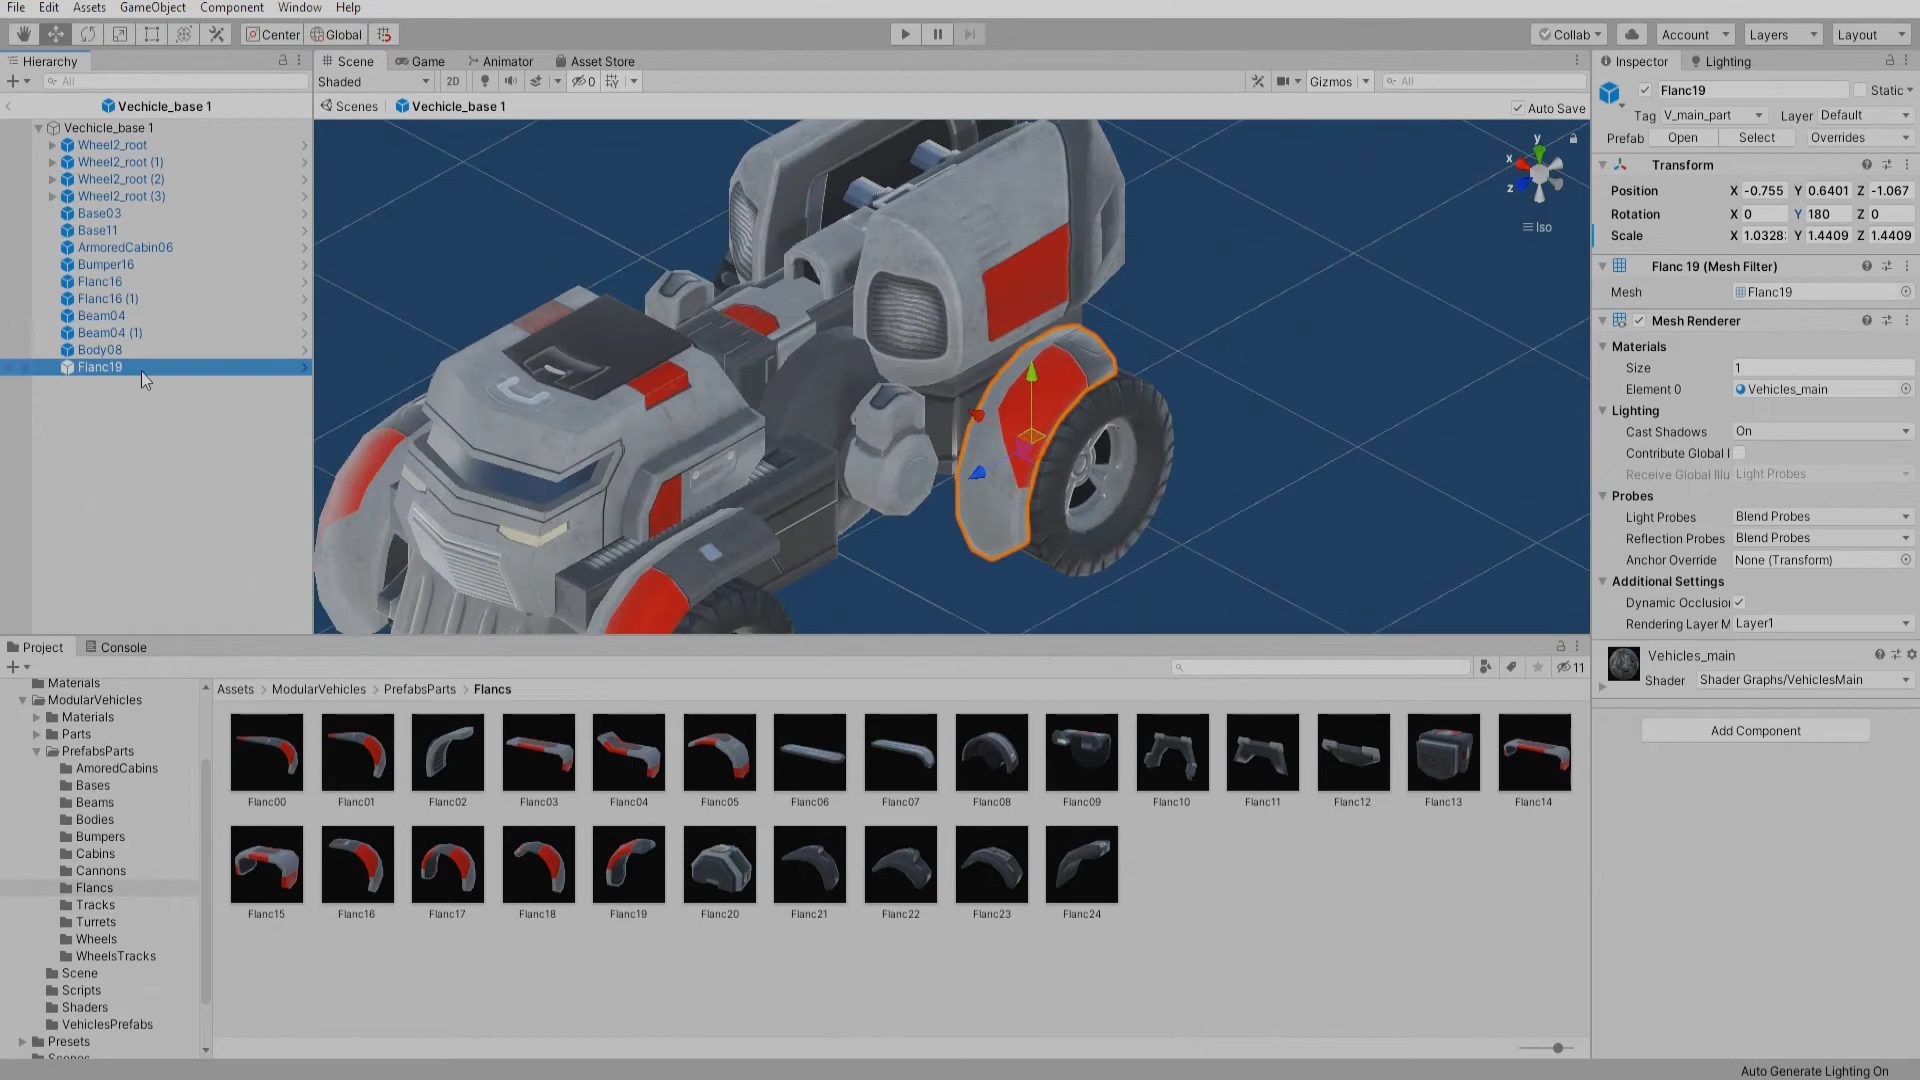 File Edit Assets GameObject Component Window Help
Center Global Collab Account Layers Layout
Hierarchy
All
Vechicle_base 1
Vechicle_base 1
Wheel2_root
Wheel2_root (1)
Wheel2_root (2)
Wheel2_root (3)
Base03
Base11
ArmoredCabin06
Bumper16
Flanc16
Flanc16 (1)
Beam04
Beam04 (1)
Body08
Flanc19
Scene Game Animator Asset Store
Shaded 2D 0 Gizmos All
Scenes Vechicle_base 1 Auto Save
y
x
z
Iso
Inspector Lighting
Flanc19 Static
Tag V_main_part Layer Default
Prefab Open Select Overrides
Transform
Position X -0.755 Y 0.6401 Z -1.067
Rotation X 0 Y 180 Z 0
Scale X 1.0328 Y 1.4409 Z 1.4409
Flanc 19 (Mesh Filter)
Mesh Flanc19
Mesh Renderer
Materials
Size 1
Element 0 Vehicles_main
Lighting
Cast Shadows On
Contribute Global I
Receive Global Illu Light Probes
Probes
Light Probes Blend Probes
Reflection Probes Blend Probes
Anchor Override None (Transform)
Additional Settings
Dynamic Occlusion
Rendering Layer M Layer1
Vehicles_main
Shader Shader Graphs/VehiclesMain
Add Component
Project Console
11
Materials
ModularVehicles
Materials
Parts
PrefabsParts
AmoredCabins
Bases
Beams
Bodies
Bumpers
Cabins
Cannons
Flancs
Tracks
Turrets
Wheels
WheelsTracks
Scene
Scripts
Shaders
VehiclesPrefabs
Presets
Scenes
Assets > ModularVehicles > PrefabsParts > Flancs
Flanc00 Flanc01 Flanc02 Flanc03 Flanc04 Flanc05 Flanc06 Flanc07 Flanc08 Flanc09 Flanc10 Flanc11 Flanc12 Flanc13 Flanc14
Flanc15 Flanc16 Flanc17 Flanc18 Flanc19 Flanc20 Flanc21 Flanc22 Flanc23 Flanc24
Auto Generate Lighting On